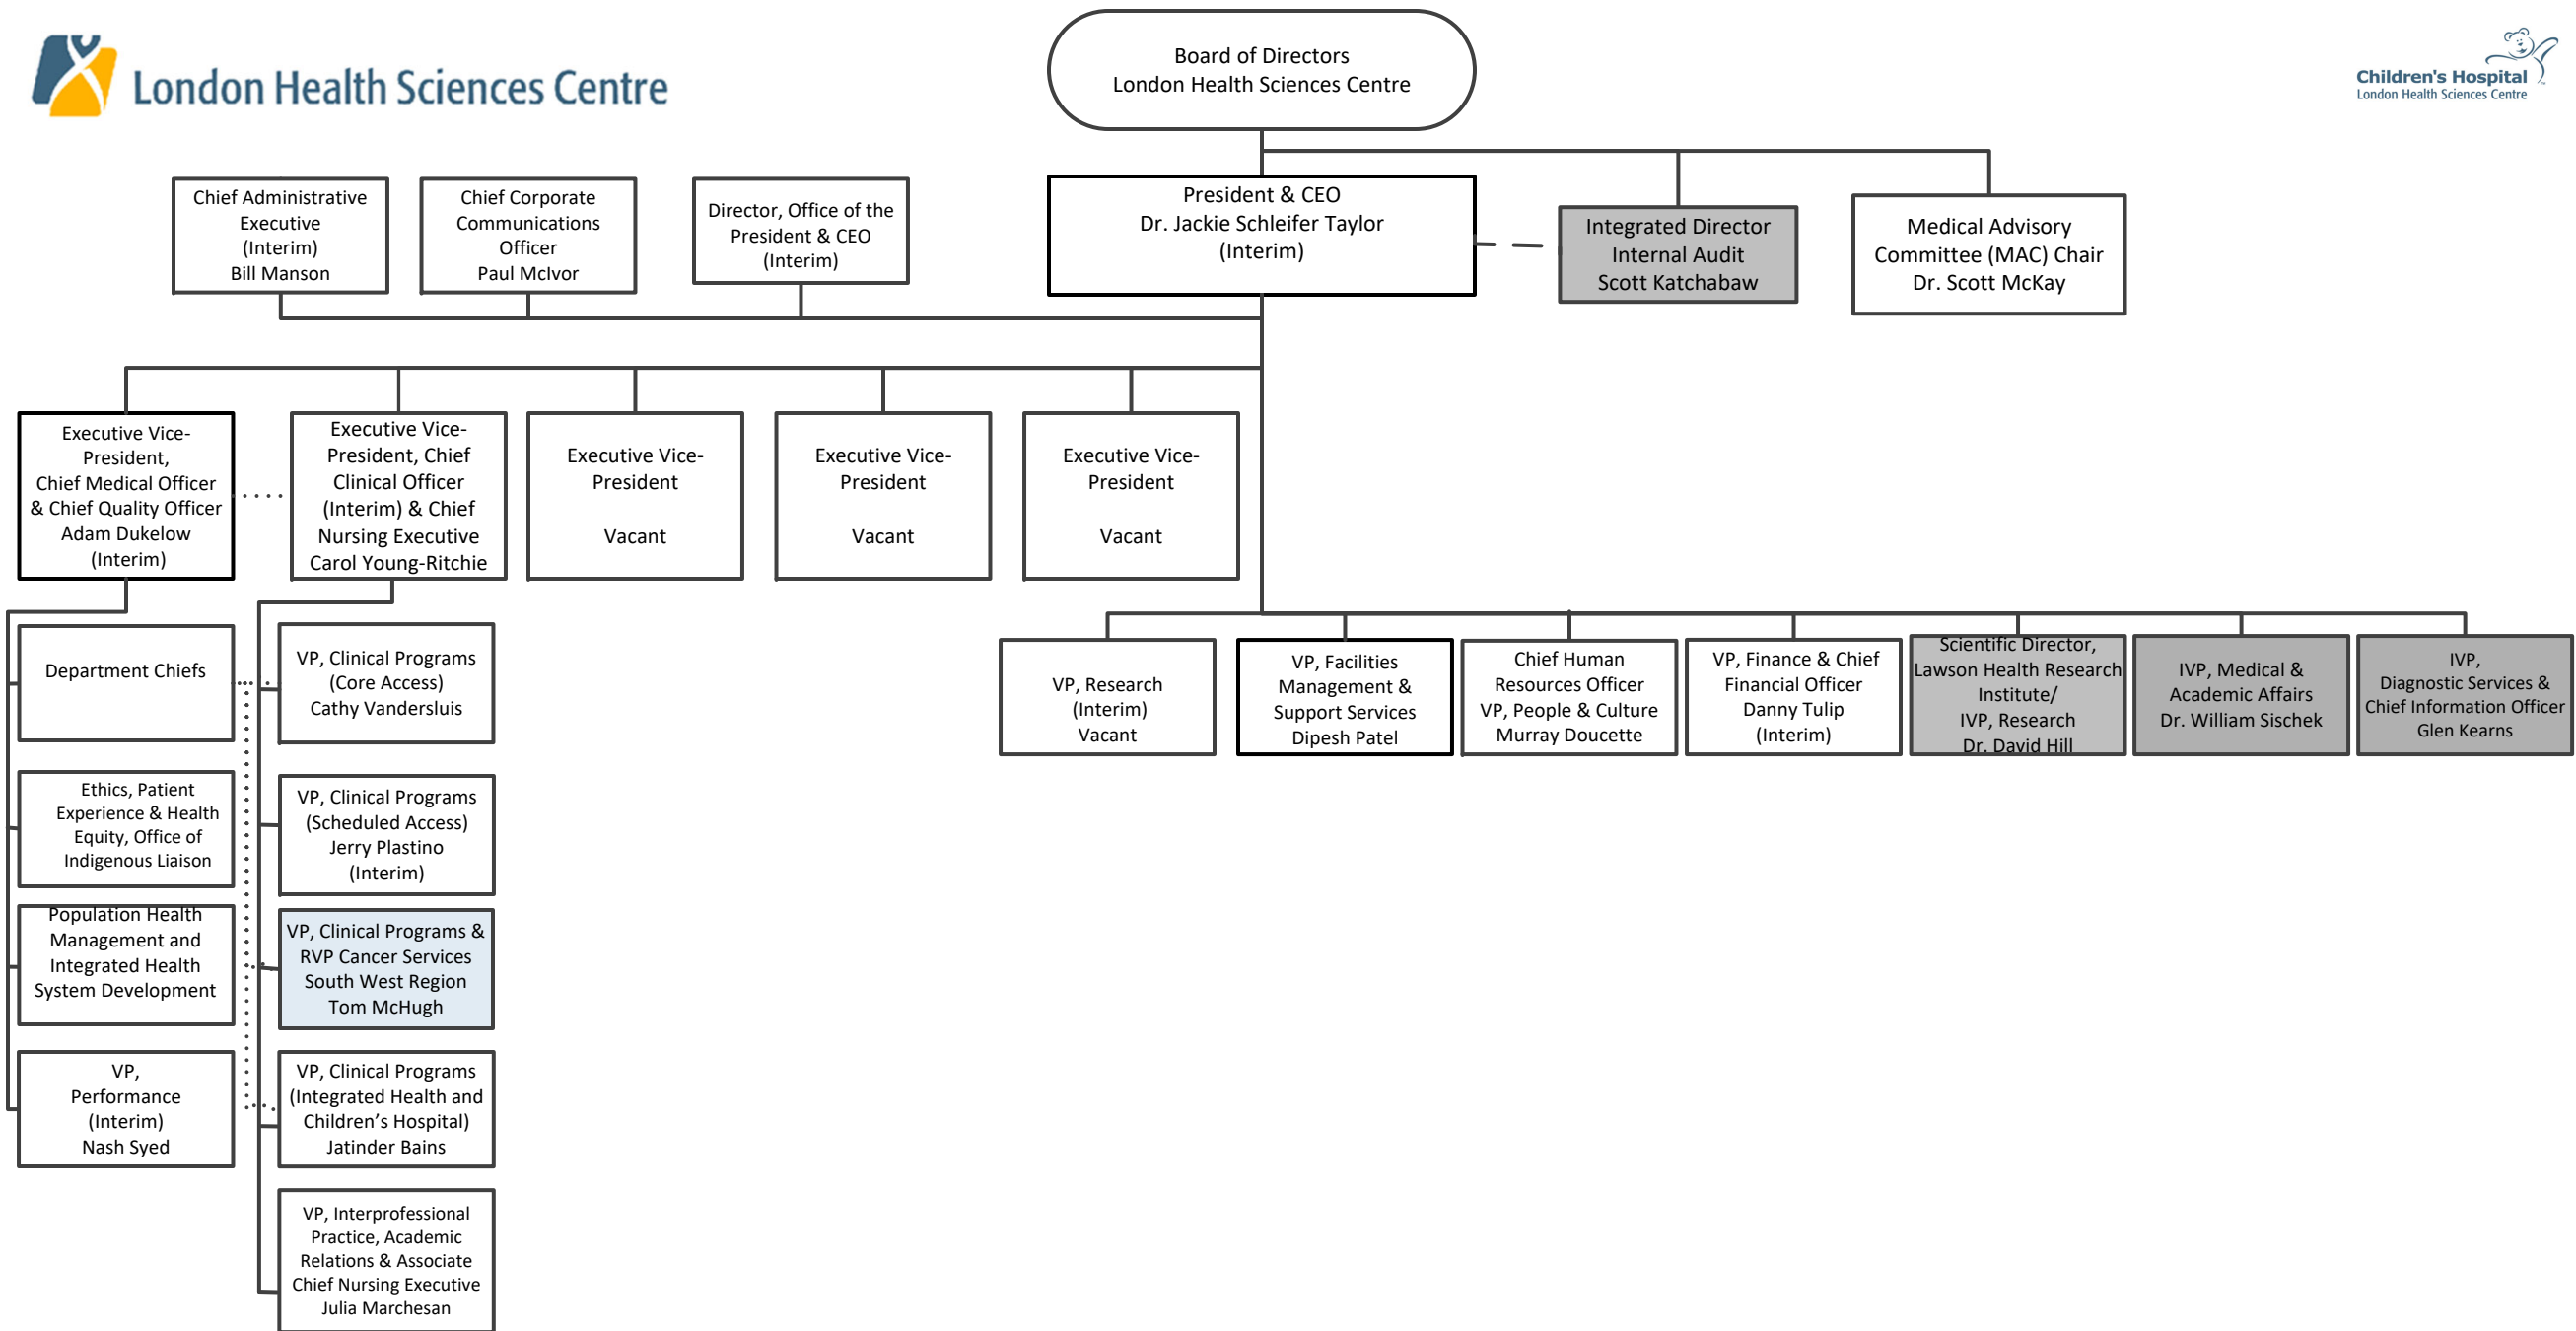 London Health Sciences Centre
Board of Directors
London Health Sciences Centre
Children's Hospital
London Health Sciences Centre
Chief Administrative
Executive
(Interim)
Bill Manson
Chief Corporate
Communications
Officer
Paul McIvor
Director, Office of the
President & CEO
(Interim)
President & CEO
Dr. Jackie Schleifer Taylor
(Interim)
Integrated Director
Internal Audit
Scott Katchabaw
Medical Advisory
Committee (MAC) Chair
Dr. Scott McKay
Executive Vice-
President,
Chief Medical Officer
& Chief Quality Officer
Adam Dukelow
(Interim)
Executive Vice-
President, Chief
Clinical Officer
(Interim) & Chief
Nursing Executive
Carol Young-Ritchie
Executive Vice-
President
Vacant
Executive Vice-
President
Vacant
Executive Vice-
President
Vacant
Department Chiefs
Ethics, Patient
Experience & Health
Equity, Office of
Indigenous Liaison
Population Health
Management and
Integrated Health
System Development
VP,
Performance
(Interim)
Nash Syed
VP, Clinical Programs
(Core Access)
Cathy Vandersluis
VP, Clinical Programs
(Scheduled Access)
Jerry Plastino
(Interim)
VP, Clinical Programs &
RVP Cancer Services
South West Region
Tom McHugh
VP, Clinical Programs
(Integrated Health and
Children’s Hospital)
Jatinder Bains
VP, Interprofessional
Practice, Academic
Relations & Associate
Chief Nursing Executive
Julia Marchesan
VP, Research
(Interim)
Vacant
VP, Facilities
Management &
Support Services
Dipesh Patel
Chief Human
Resources Officer
VP, People & Culture
Murray Doucette
VP, Finance & Chief
Financial Officer
Danny Tulip
(Interim)
Scientific Director,
Lawson Health Research
Institute/
IVP, Research
Dr. David Hill
IVP, Medical &
Academic Affairs
Dr. William Sischek
IVP,
Diagnostic Services &
Chief Information Officer
Glen Kearns